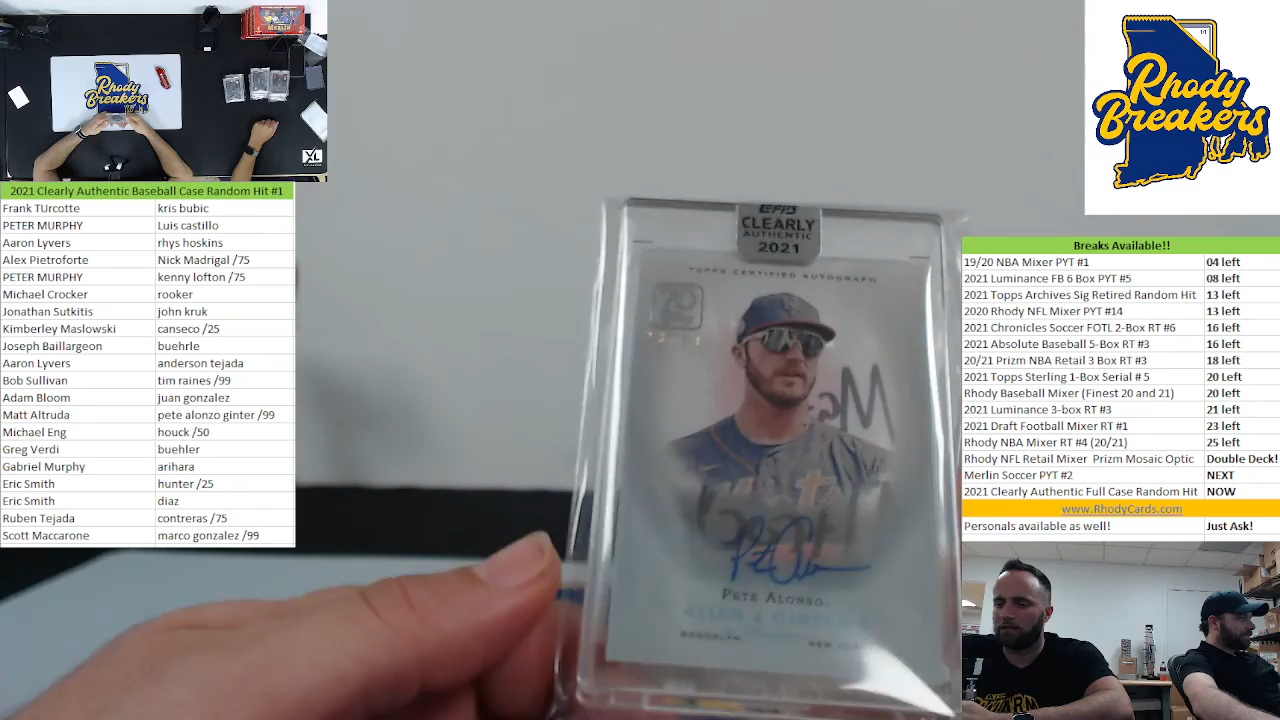 Rhody
Breakers
MERLIN
XL
2021 Clearly Authentic Baseball Case Random Hit #1
Frank TUrcotte kris bubic
PETER MURPHY Luis castillo
Aaron Lyvers rhys hoskins
Alex Pietroforte Nick Madrigal /75
PETER MURPHY kenny lofton /75
Michael Crocker rooker
Jonathan Sutkitis john kruk
Kimberley Maslowski canseco /25
Joseph Baillargeon buehrle
Aaron Lyvers anderson tejada
Bob Sullivan tim raines /99
Adam Bloom juan gonzalez
Matt Altruda pete alonzo ginter /99
Michael Eng houck /50
Greg Verdi buehler
Gabriel Murphy arihara
Eric Smith hunter /25
Eric Smith diaz
Ruben Tejada contreras /75
Scott Maccarone marco gonzalez /99
TOPPS
CLEARLY
AUTHENTIC
2021
TOPPS CERTIFIED AUTOGRAPH
70
PETE ALONSO
ALLEN & GINTER
BROOKLYN NEW
Rhody
Breakers
Breaks Available!!
19/20 NBA Mixer PYT #1 04 left
2021 Luminance FB 6 Box PYT #5 08 left
2021 Topps Archives Sig Retired Random Hit 13 left
2020 Rhody NFL Mixer PYT #14 13 left
2021 Chronicles Soccer FOTL 2-Box RT #6 16 left
2021 Absolute Baseball 5-Box RT #3 16 left
20/21 Prizm NBA Retail 3 Box RT #3 18 left
2021 Topps Sterling 1-Box Serial # 5 20 Left
Rhody Baseball Mixer (Finest 20 and 21) 20 left
2021 Luminance 3-box RT #3 21 left
2021 Draft Football Mixer RT #1 23 left
Rhody NBA Mixer RT #4 (20/21) 25 left
Rhody NFL Retail Mixer Prizm Mosaic Optic Double Deck!
Merlin Soccer PYT #2 NEXT
2021 Clearly Authentic Full Case Random Hit NOW
www.RhodyCards.com
Personals available as well! Just Ask!